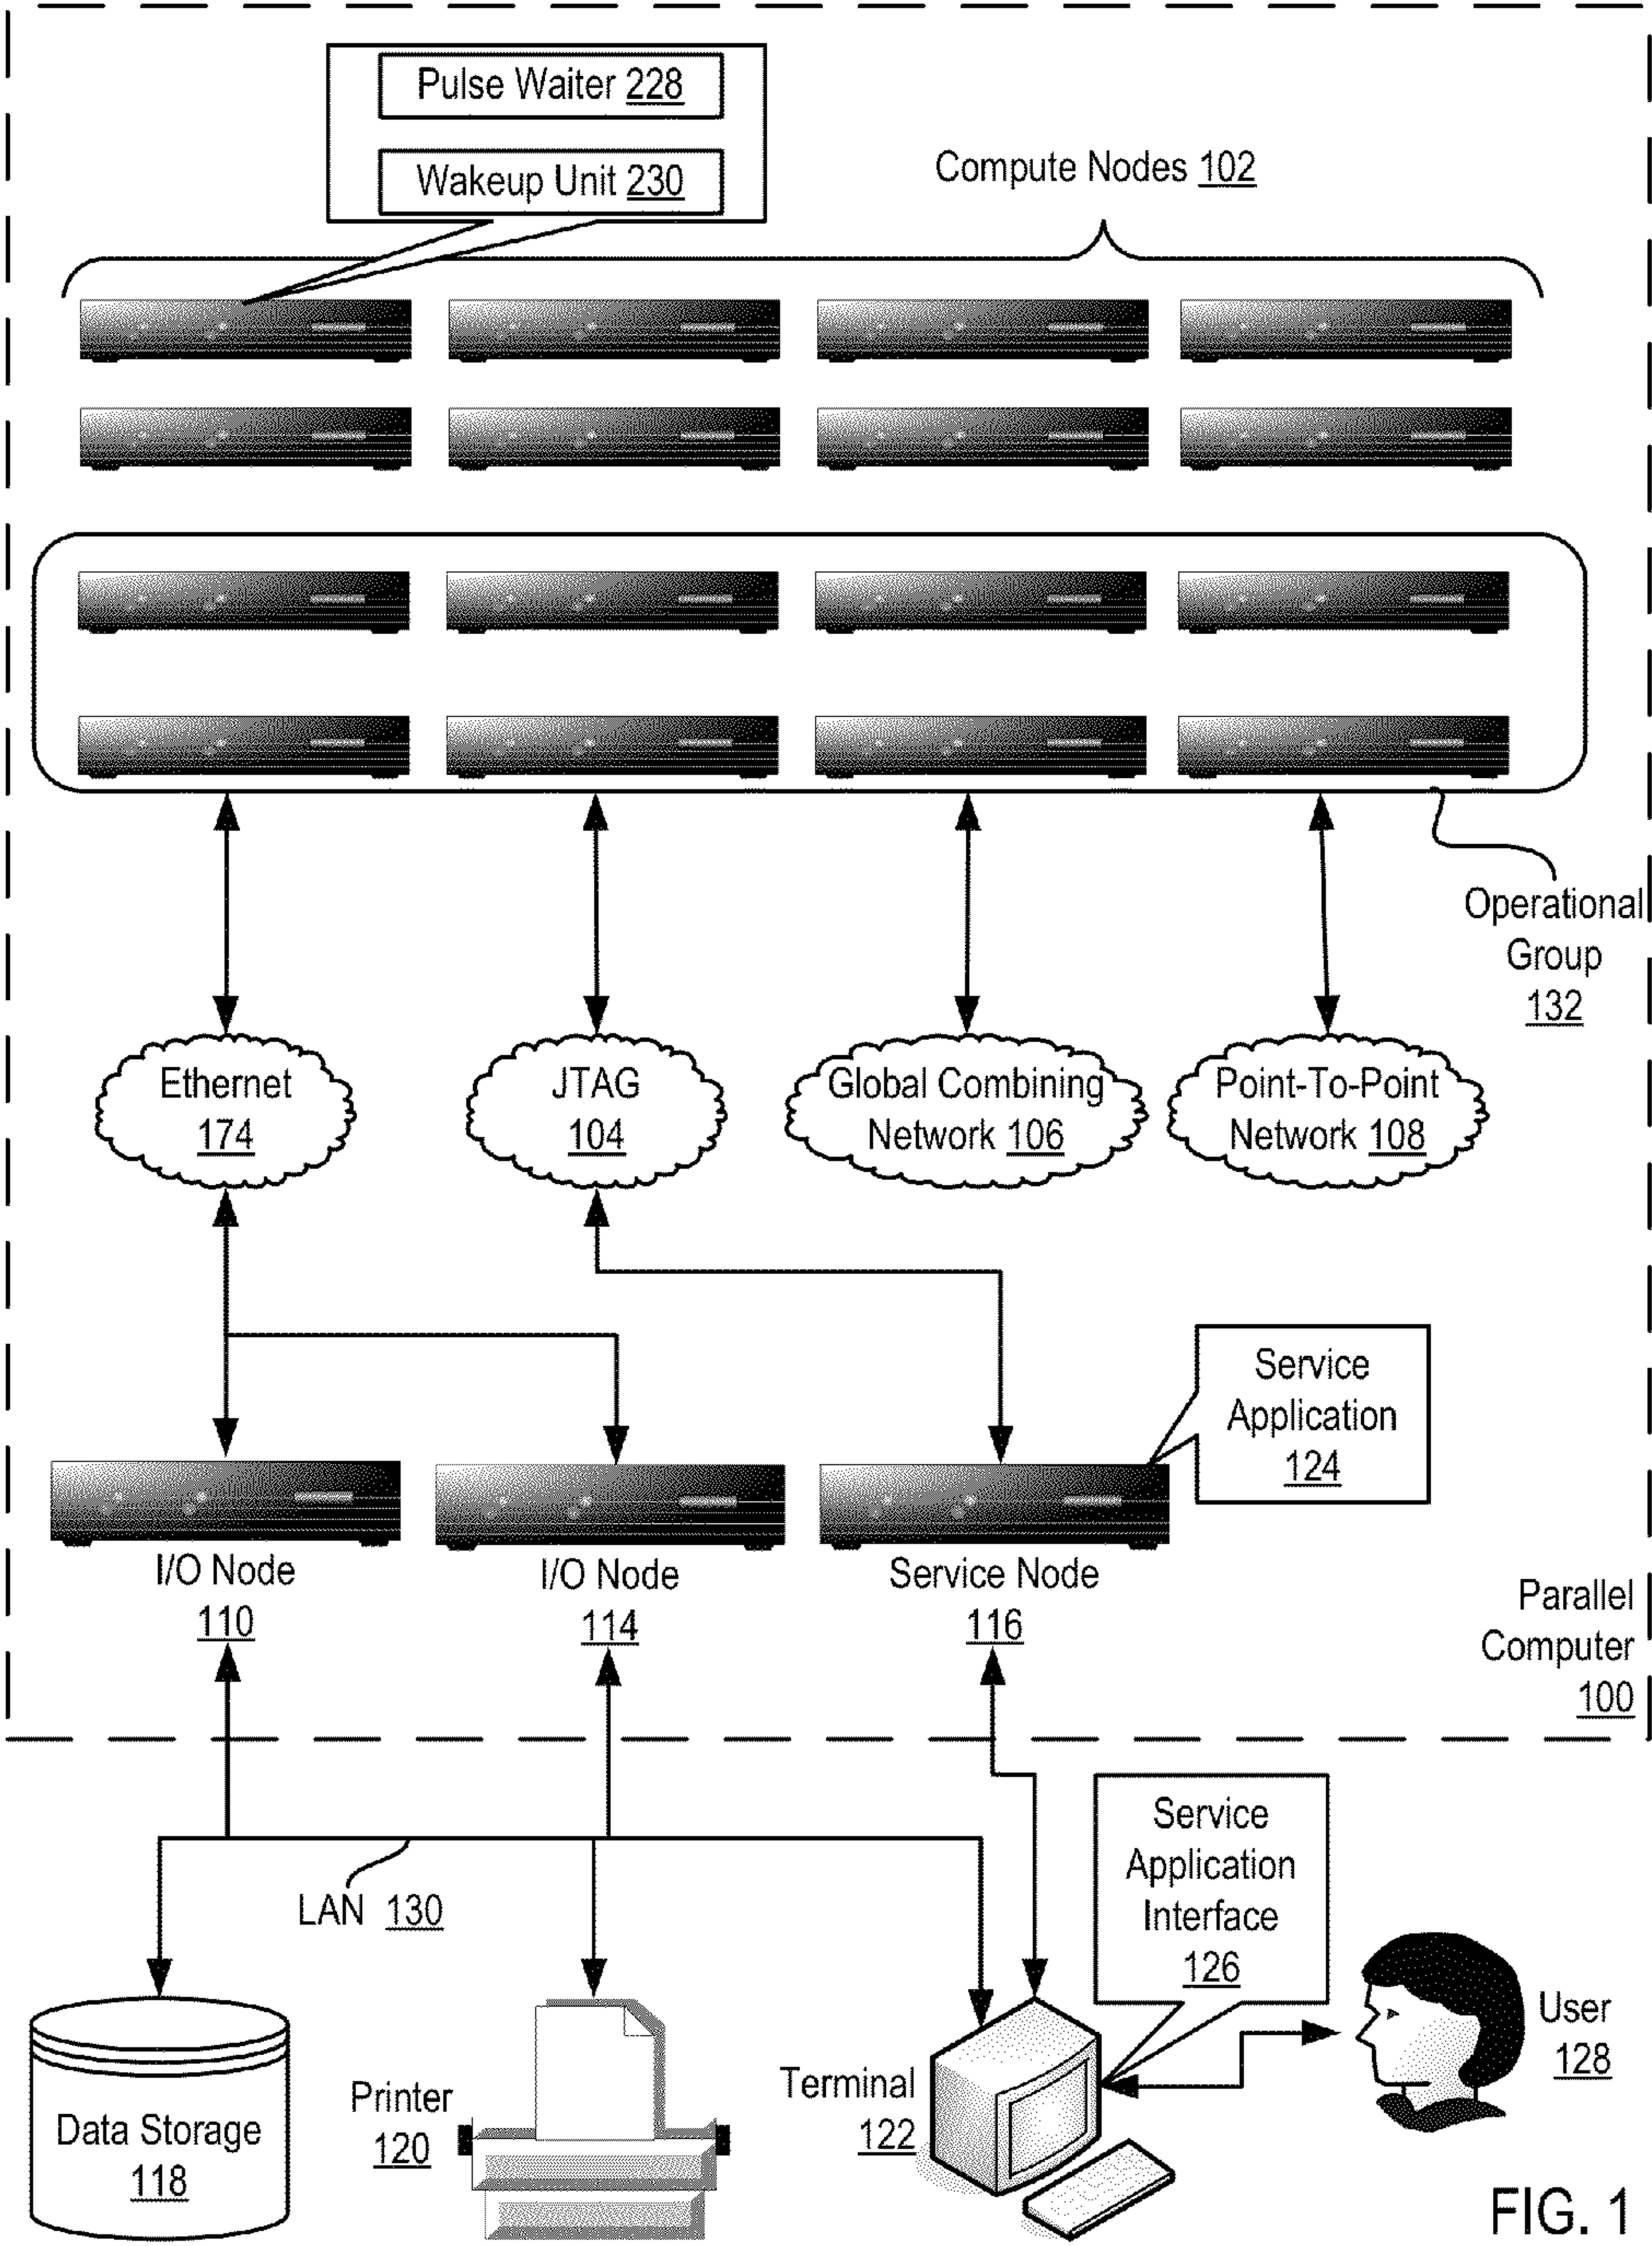 Pulse Waiter 228
Wakeup Unit 230
Compute Nodes 102
Operational
Group
132
Ethernet
174
JTAG
104
Global Combining
Network 106
Point-To-Point
Network 108
Service
Application
124
I/O Node
110
I/O Node
114
Service Node
116
Parallel
Computer
100
LAN 130
Service
Application
Interface
126
User
128
Data Storage
118
Printer
120
Terminal
122
FIG. 1